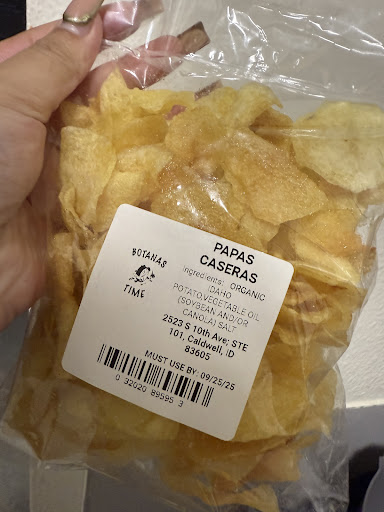 BOTANAS
TIME
PAPAS
CASERAS
Ingredients: ORGANIC
IDAHO
POTATO,VEGETABLE OIL
(SOYBEAN AND/OR
CANOLA) SALT
2523 S 10th Ave; STE
101, Caldwell, ID
83605
MUST USE BY: 09/25/25
0 32020 89595 3